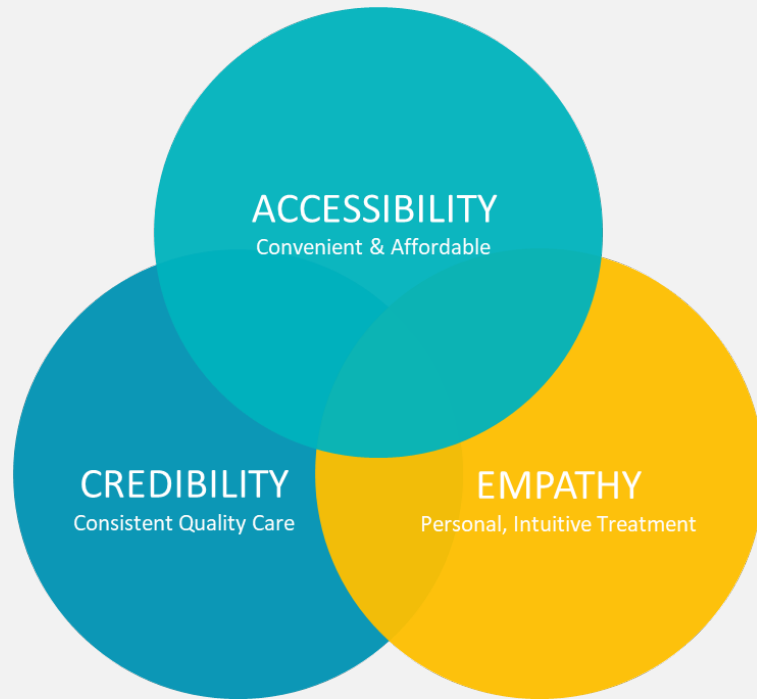 ACCESSIBILITY
Convenient & Affordable
CREDIBILITY
Consistent Quality Care
EMPATHY
Personal, Intuitive Treatment